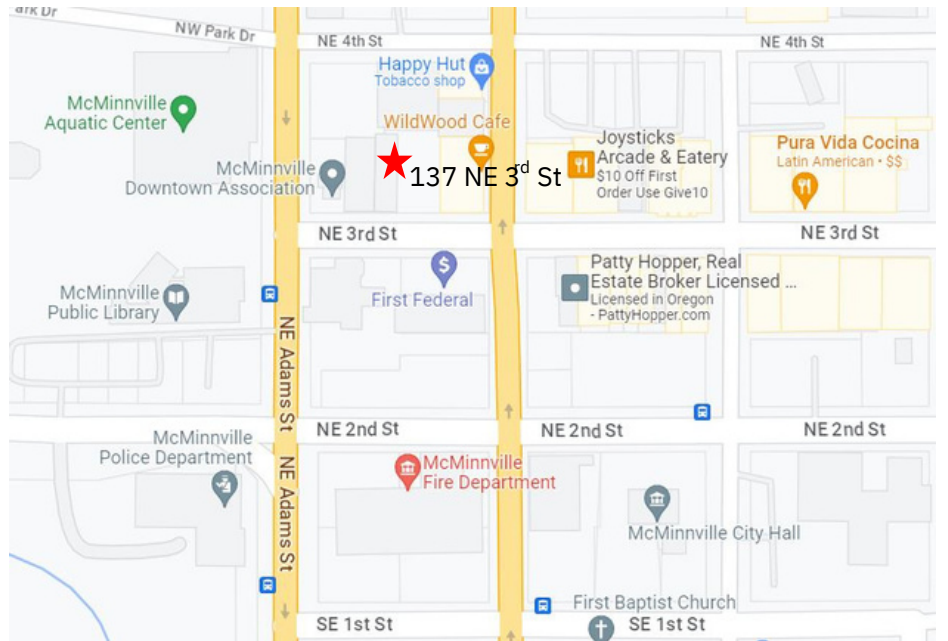 ark Dr
NW Park Dr
NE 4th St
NE 4th St
Happy Hut
Tobacco shop
McMinnville
Aquatic Center
WildWood Cafe
Joysticks
Arcade & Eatery
$10 Off First
Order Use Give10
Pura Vida Cocina
Latin American • $$
McMinnville
Downtown Association
137 NE 3rd St
NE 3rd St
NE 3rd St
First Federal
Patty Hopper, Real
Estate Broker Licensed ...
Licensed in Oregon
- PattyHopper.com
McMinnville
Public Library
NE Adams St
NE 2nd St
NE 2nd St
NE 2nd St
McMinnville
Police Department
NE Adams St
McMinnville
Fire Department
McMinnville City Hall
First Baptist Church
SE 1st St
SE 1st St